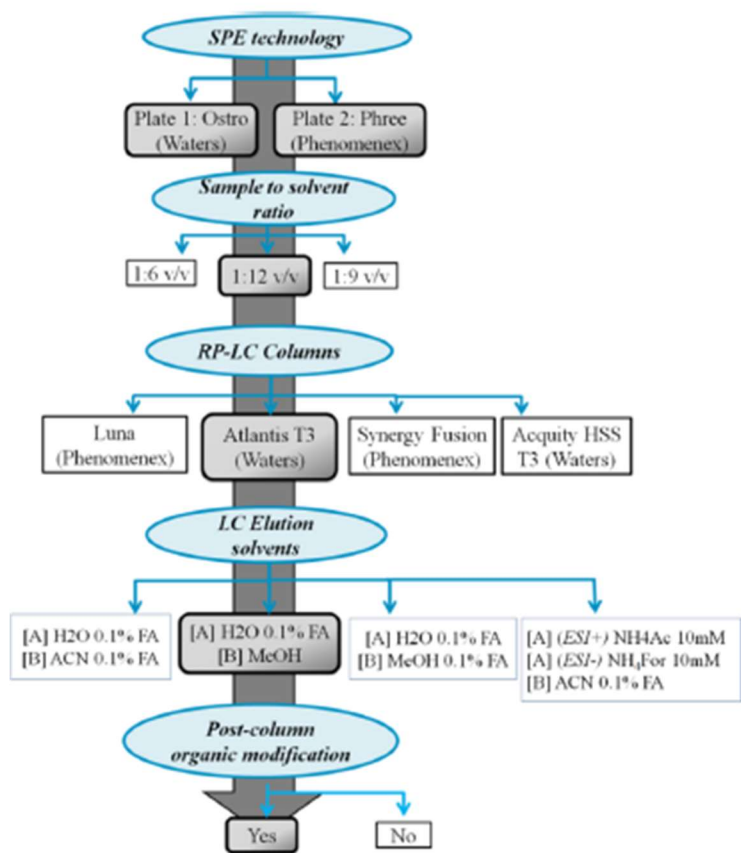 SPE technology
Plate 1: Ostro
(Waters)
Plate 2: Phree
(Phenomenex)
Sample to solvent
ratio
1:6 v/v
1:12 v/v
1:9 v/v
RP-LC Columns
Luna
(Phenomenex)
Atlantis T3
(Waters)
Synergy Fusion
(Phenomenex)
Acquity HSS
T3 (Waters)
LC Elution
solvents
[A] H2O 0.1% FA
[B] ACN 0.1% FA
[A] H2O 0.1% FA
[B] MeOH
[A] H2O 0.1% FA
[B] MeOH 0.1% FA
[A] (ESI+) NH4Ac 10mM
[A] (ESI-) NH₄For 10mM
[B] ACN 0.1% FA
Post-column
organic modification
Yes
No